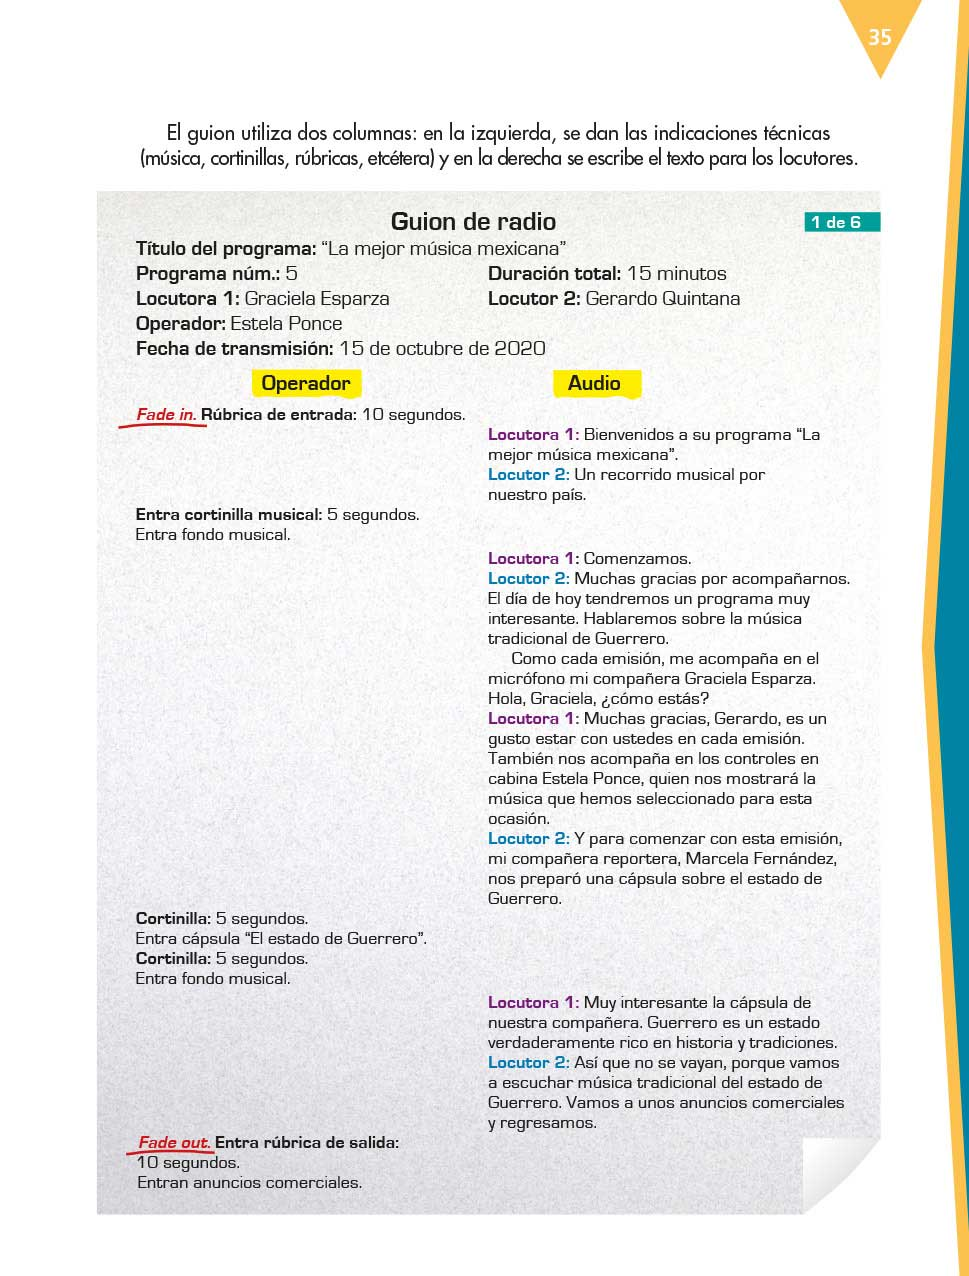 35
El guion utiliza dos columnas: en la izquierda, se dan las indicaciones técnicas
(música, cortinillas, rúbricas, etcétera) y en la derecha se escribe el texto para los locutores.
Guion de radio
1 de 6
Título del programa: “La mejor música mexicana”
Programa núm.: 5
Duración total: 15 minutos
Locutora 1: Graciela Esparza
Locutor 2: Gerardo Quintana
Operador: Estela Ponce
Fecha de transmisión: 15 de octubre de 2020
Operador
Audio
Fade in. Rúbrica de entrada: 10 segundos.
Locutora 1: Bienvenidos a su programa “La
mejor música mexicana”.
Locutor 2: Un recorrido musical por
nuestro país.
Entra cortinilla musical: 5 segundos.
Entra fondo musical.
Locutora 1: Comenzamos.
Locutor 2: Muchas gracias por acompañarnos.
El día de hoy tendremos un programa muy
interesante. Hablaremos sobre la música
tradicional de Guerrero.
Como cada emisión, me acompaña en el
micrófono mi compañera Graciela Esparza.
Hola, Graciela, ¿cómo estás?
Locutora 1: Muchas gracias, Gerardo, es un
gusto estar con ustedes en cada emisión.
También nos acompaña en los controles en
cabina Estela Ponce, quien nos mostrará la
música que hemos seleccionado para esta
ocasión.
Locutor 2: Y para comenzar con esta emisión,
mi compañera reportera, Marcela Fernández,
nos preparó una cápsula sobre el estado de
Guerrero.
Cortinilla: 5 segundos.
Entra cápsula “El estado de Guerrero”.
Cortinilla: 5 segundos.
Entra fondo musical.
Locutora 1: Muy interesante la cápsula de
nuestra compañera. Guerrero es un estado
verdaderamente rico en historia y tradiciones.
Locutor 2: Así que no se vayan, porque vamos
a escuchar música tradicional del estado de
Guerrero. Vamos a unos anuncios comerciales
y regresamos.
Fade out. Entra rúbrica de salida:
10 segundos.
Entran anuncios comerciales.